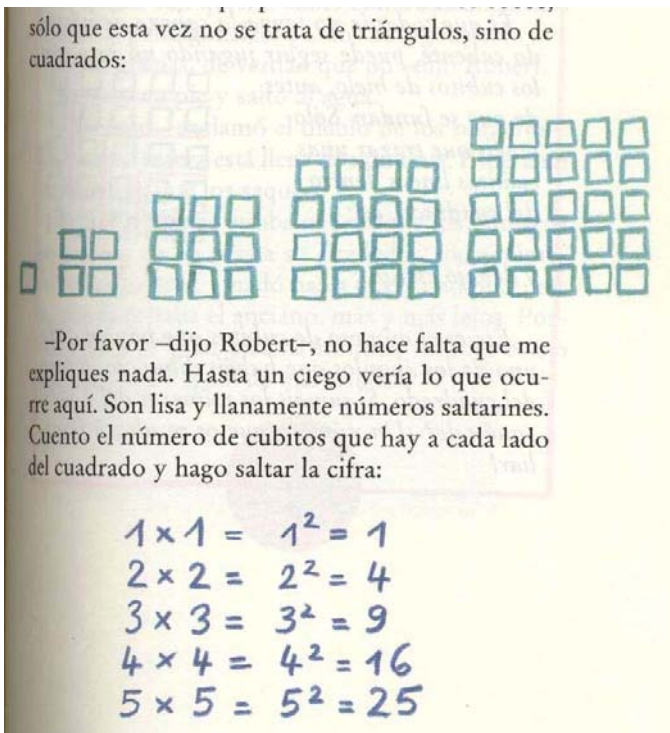 sólo que esta vez no se trata de triángulos, sino de
cuadrados:
–Por favor –dijo Robert–, no hace falta que me
expliques nada. Hasta un ciego vería lo que ocu-
rre aquí. Son lisa y llanamente números saltarines.
Cuento el número de cubitos que hay a cada lado
del cuadrado y hago saltar la cifra:
1 × 1 = 1² = 1
2 × 2 = 2² = 4
3 × 3 = 3² = 9
4 × 4 = 4² = 16
5 × 5 = 5² = 25